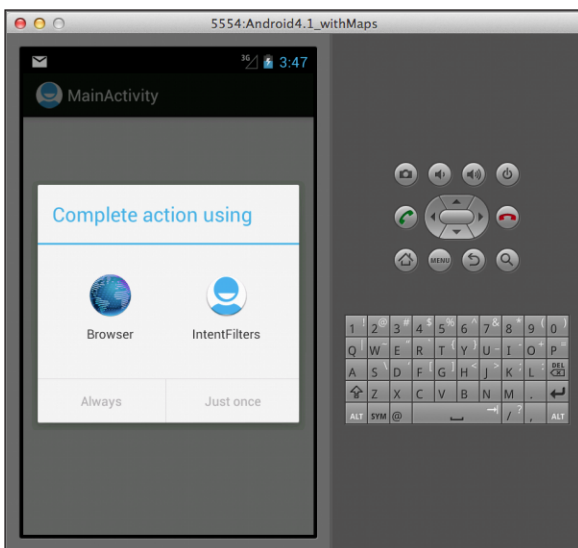 5554:Android4.1_withMaps
3G 3:47
MainActivity
Complete action using
Browser IntentFilters
Always Just once
MENU
1 ! 2 @ 3 # 4 $ 5 % 6 ^ 7 & 8 * 9 ( 0 )
Q W ~ E R T { Y } U _ I - O + P =
A S \ D F [ G ] H < J > K ; L : DEL
Z X C V B N M .
ALT SYM @ / ? , ALT